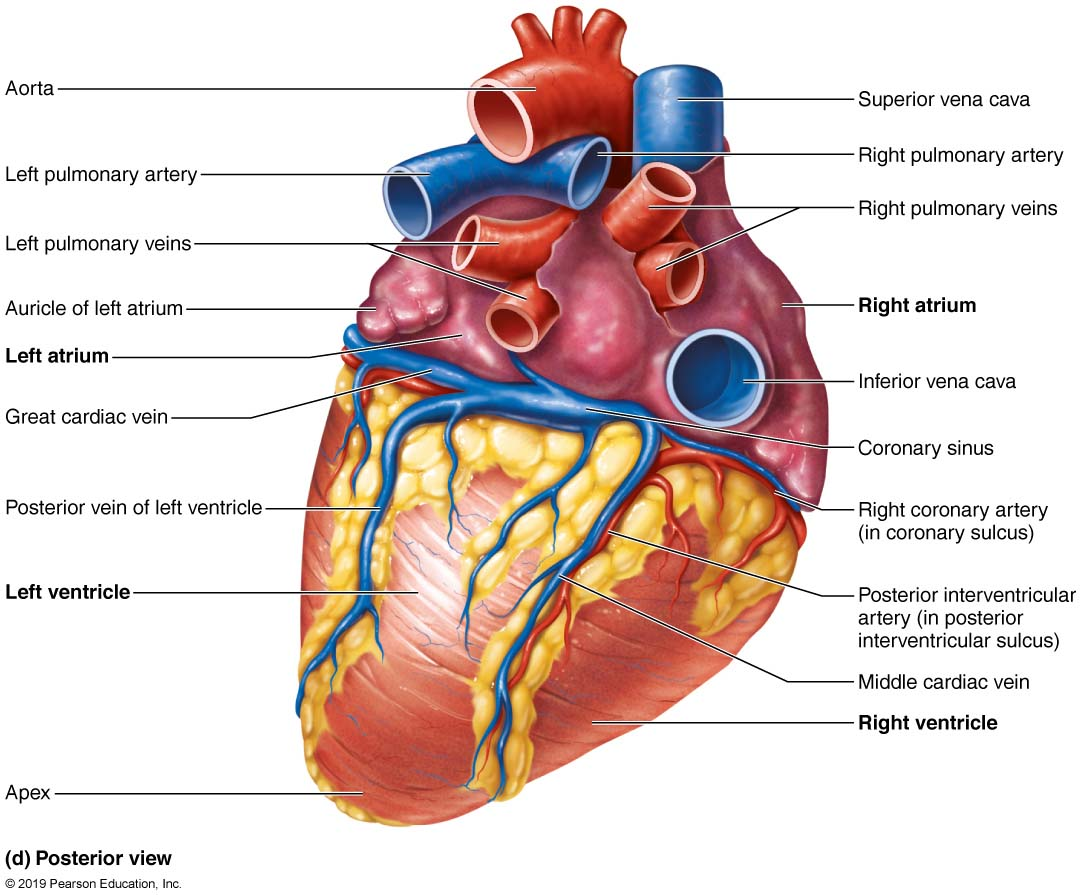 Aorta
Left pulmonary artery
Left pulmonary veins
Auricle of left atrium
Left atrium
Great cardiac vein
Posterior vein of left ventricle
Left ventricle
Apex
Superior vena cava
Right pulmonary artery
Right pulmonary veins
Right atrium
Inferior vena cava
Coronary sinus
Right coronary artery
(in coronary sulcus)
Posterior interventricular
artery (in posterior
interventricular sulcus)
Middle cardiac vein
Right ventricle
(d) Posterior view
© 2019 Pearson Education, Inc.